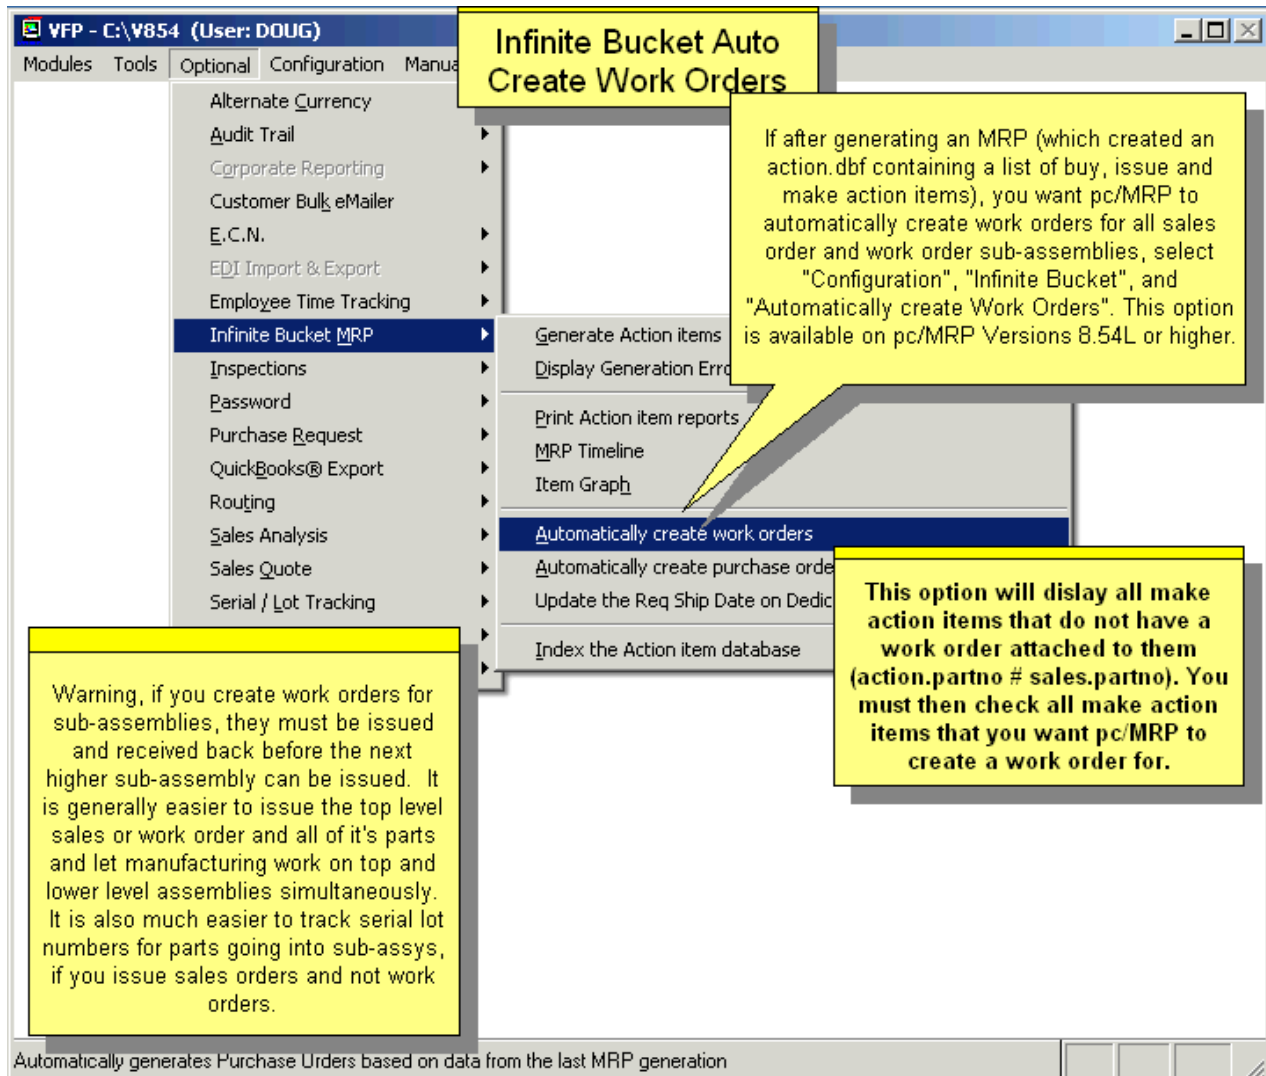 VFP - C:\V854 (User: DOUG)
Infinite Bucket Auto
Create Work Orders
Modules Tools Optional Configuration
Alternate Currency
Audit Trail
Corporate Reporting
Customer Bulk eMailer
E.C.N.
EDI Import & Export
Employee Time Tracking
Infinite Bucket MRP
Inspections
Password
Purchase Request
QuickBooks® Export
Routing
Sales Analysis
Sales Quote
Serial / Lot Tracking
Generate Action items
Display Generation Erro
Print Action item reports
MRP Timeline
Item Graph
Automatically create work orders
Automatically create purchase orde
Update the Req Ship Date on Dedic
Index the Action item database
If after generating an MRP (which created an
action.dbf containing a list of buy, issue and
make action items), you want pc/MRP to
automatically create work orders for all sales
order and work order sub-assemblies, select
"Configuration", "Infinite Bucket", and
"Automatically create Work Orders". This option
is available on pc/MRP Versions 8.54L or higher.
This option will dislay all make
action items that do not have a
work order attached to them
(action.partno # sales.partno). You
must then check all make action
items that you want pc/MRP to
create a work order for.
Warning, if you create work orders for
sub-assemblies, they must be issued
and received back before the next
higher sub-assembly can be issued. It
is generally easier to issue the top level
sales or work order and all of it's parts
and let manufacturing work on top and
lower level assemblies simultaneously.
It is also much easier to track serial lot
numbers for parts going into sub-assys,
if you issue sales orders and not work
orders.
Automatically generates Purchase Orders based on data from the last MRP generation